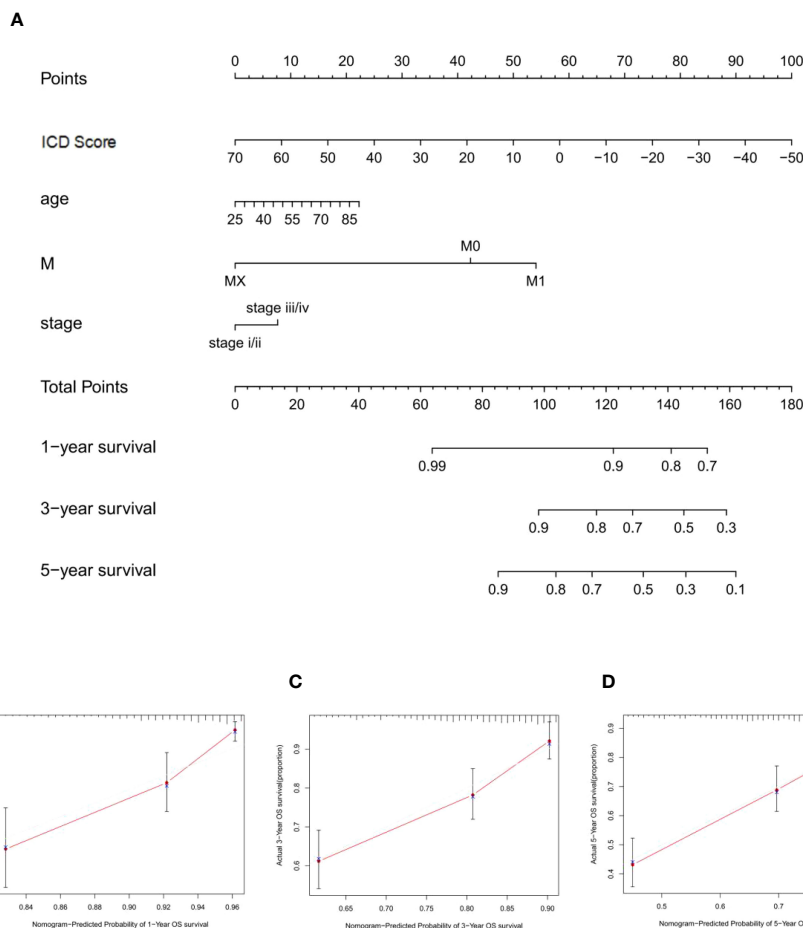 A
0 10 20 30 40 50 60 70 80 90 100
Points
ICD Score
70 60 50 40 30 20 10 0 −10 −20 −30 −40 −50
age
25 40 55 70 85
M0
M
MX M1
stage iii/iv
stage
stage i/ii
Total Points
0 20 40 60 80 100 120 140 160 180
1−year survival
0.99 0.9 0.8 0.7
3−year survival
0.9 0.8 0.7 0.5 0.3
5−year survival
0.9 0.8 0.7 0.5 0.3 0.1
0.84 0.86 0.88 0.90 0.92 0.94 0.96
Nomogram−Predicted Probability of 1−Year OS survival
C
Actual 3−Year OS survival(proportion)
0.9
0.8
0.7
0.6
0.65 0.70 0.75 0.80 0.85 0.90
Nomogram−Predicted Probability of 3−Year OS survival
D
Actual 5−Year OS survival(proportion)
0.9
0.8
0.7
0.6
0.5
0.4
0.5 0.6 0.7
Nomogram−Predicted Probability of 5−Year O